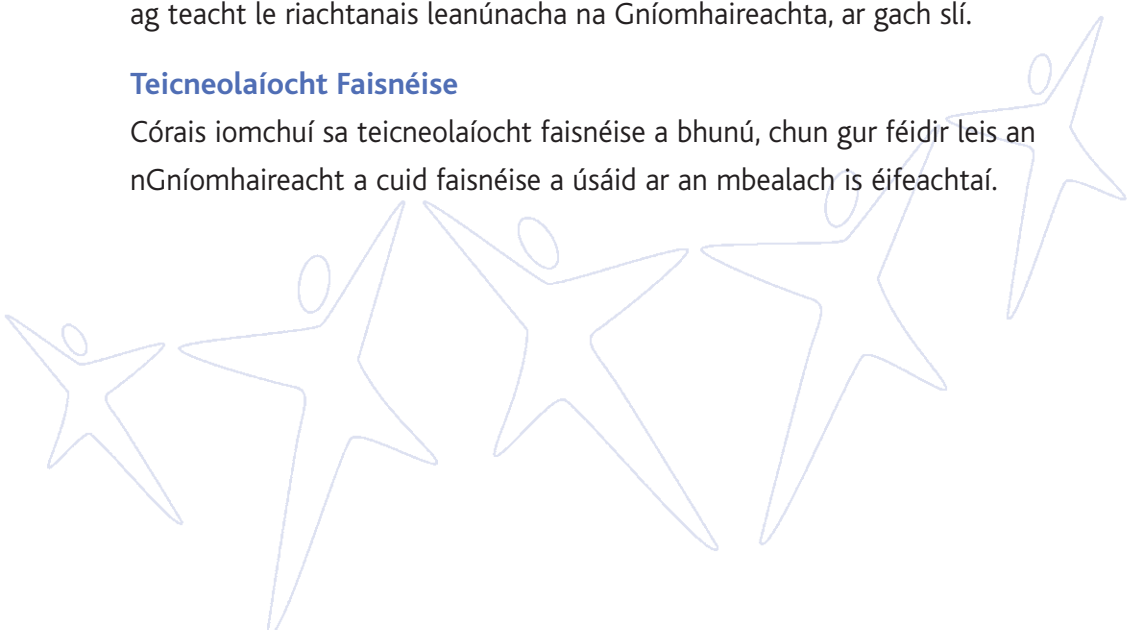 ag teacht le riachtanais leanúnacha na Gníomhaireachta, ar gach slí.
Teicneolaíocht Faisnéise
Córais iomchuí sa teicneolaíocht faisnéise a bhunú, chun gur féidir leis an
nGníomhaireacht a cuid faisnéise a úsáid ar an mbealach is éifeachtaí.